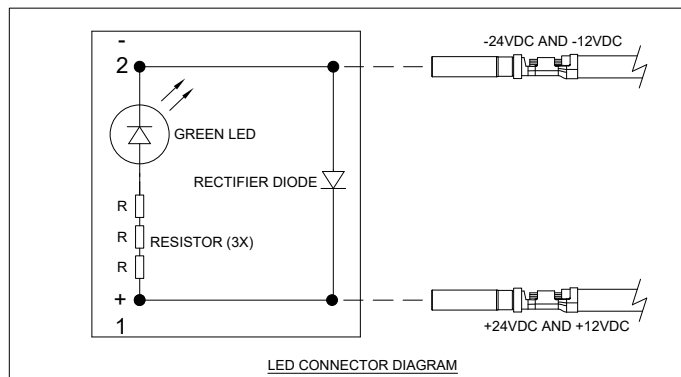 -
2
-24VDC AND -12VDC
GREEN LED
RECTIFIER DIODE
R
R RESISTOR (3X)
R
+
1
+24VDC AND +12VDC
LED CONNECTOR DIAGRAM